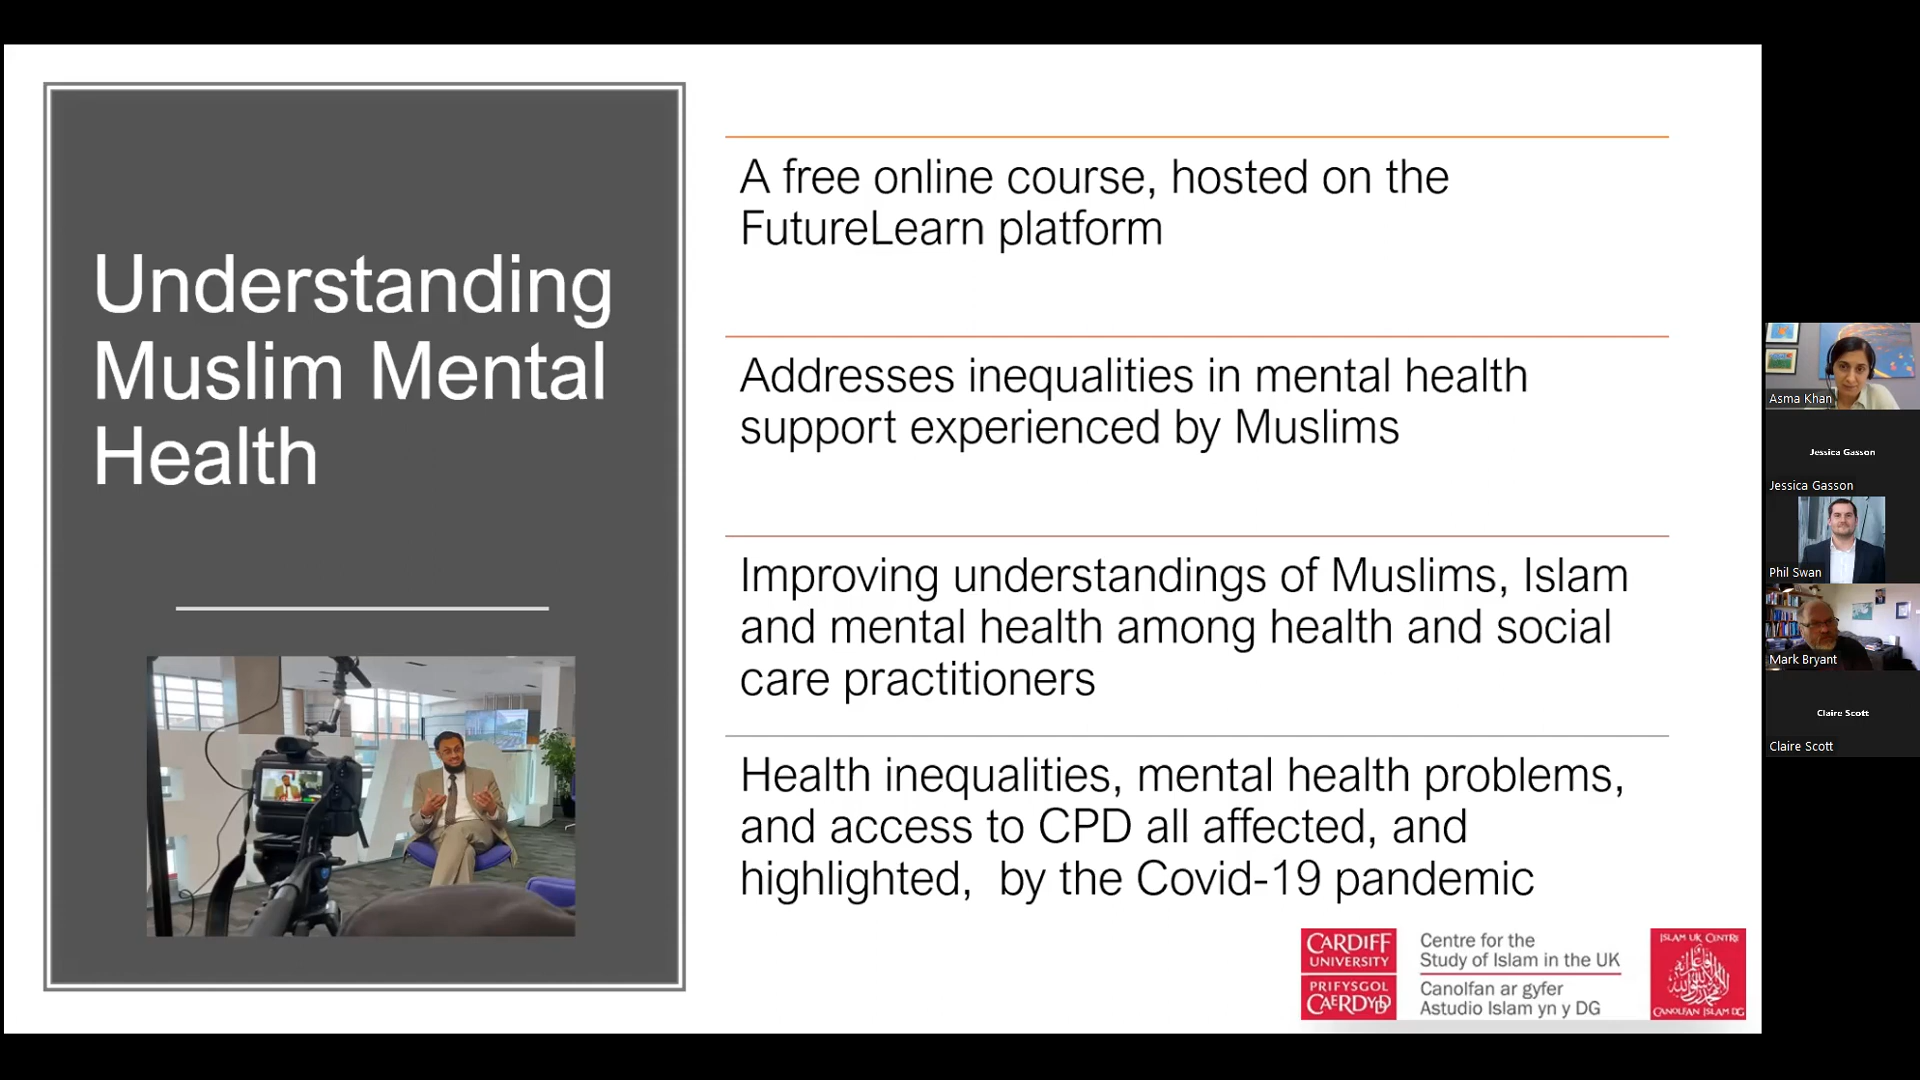 Understanding
Muslim Mental
Health
A free online course, hosted on the
FutureLearn platform
Addresses inequalities in mental health
support experienced by Muslims
Improving understandings of Muslims, Islam
and mental health among health and social
care practitioners
Health inequalities, mental health problems,
and access to CPD all affected, and
highlighted,  by the Covid-19 pandemic
CARDIFF
UNIVERSITY
PRIFYSGOL
CAERDYDD
Centre for the
Study of Islam in the UK
Canolfan ar gyfer
Astudio Islam yn y DG
ISLAM UK CENTRE
CANOLFAN ISLAM DG
Asma Khan
Jessica Gasson
Jessica Gasson
Phil Swan
Mark Bryant
Claire Scott
Claire Scott